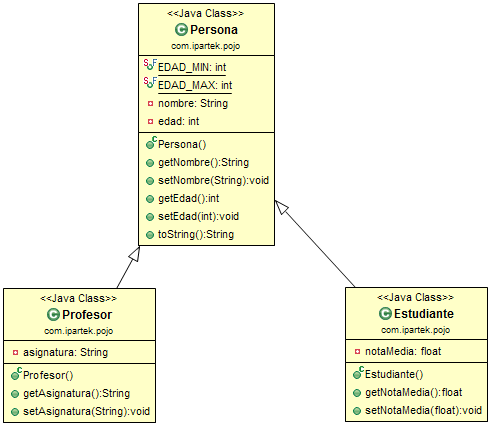 <<Java Class>>
Persona
com.ipartek.pojo
EDAD_MIN: int
EDAD_MAX: int
nombre: String
edad: int
Persona()
getNombre():String
setNombre(String):void
getEdad():int
setEdad(int):void
toString():String
<<Java Class>>
Profesor
com.ipartek.pojo
asignatura: String
Profesor()
getAsignatura():String
setAsignatura(String):void
<<Java Class>>
Estudiante
com.ipartek.pojo
notaMedia: float
Estudiante()
getNotaMedia():float
setNotaMedia(float):void